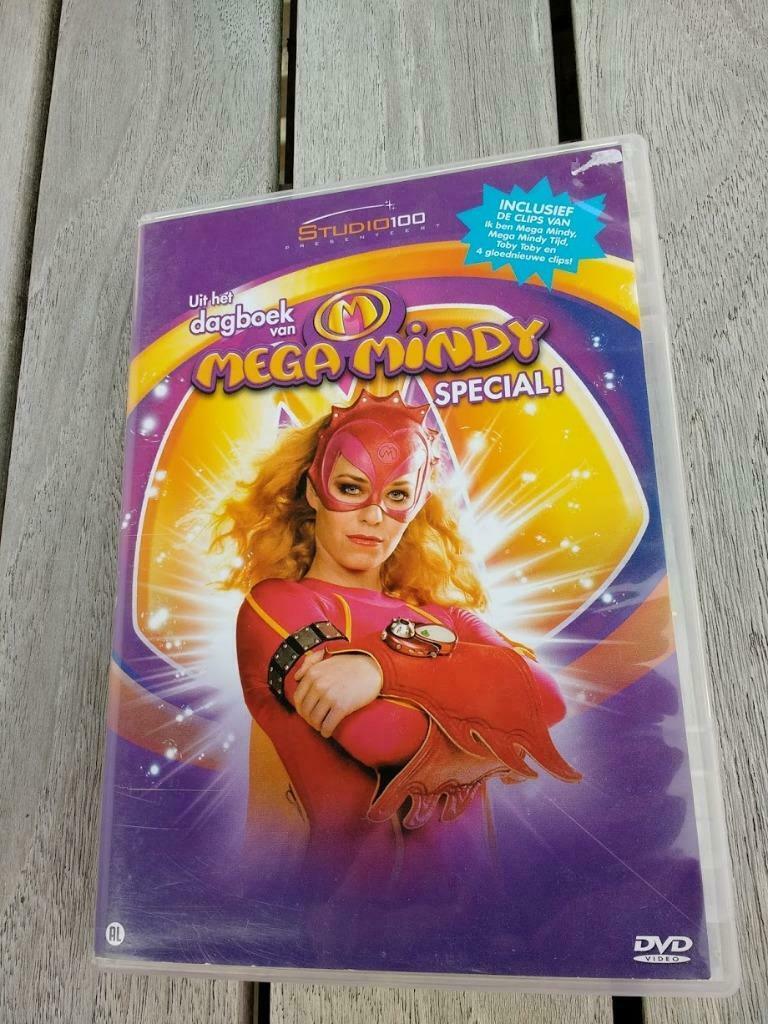 STUDIO100
PRESENTEERT
INCLUSIEF
DE CLIPS VAN
Ik ben Mega Mindy,
Mega Mindy Tijd,
Toby Toby en
4 gloednieuwe clips!
Uit het
dagboek
van
M
MEGA MINDY
SPECIAL!
M
AL
DVD
VIDEO